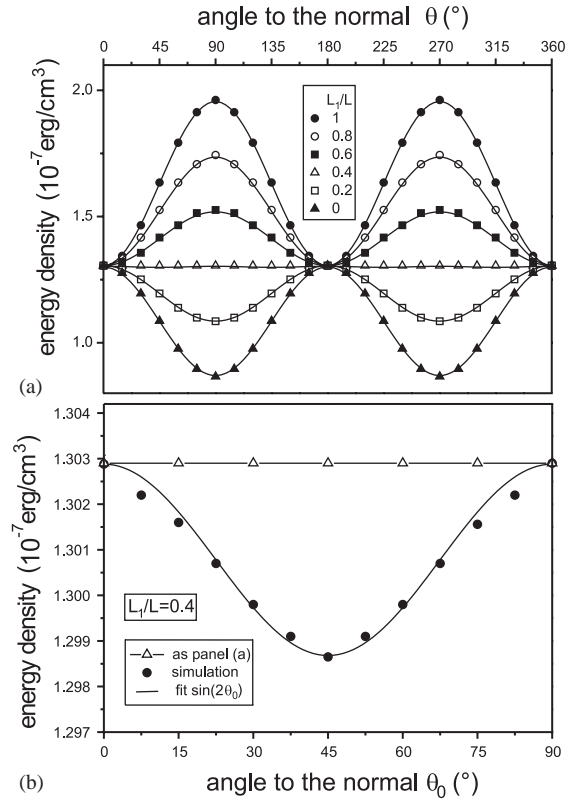 angle to the normal θ (°)
0 45 90 135 180 225 270 315 360
energy density (10⁻⁷erg/cm³)
2.0
1.5
1.0
L₁/L
1
0.8
0.6
0.4
0.2
0
(a)
energy density (10⁻⁷erg/cm³)
1.304
1.303
1.302
1.301
1.300
1.299
1.298
1.297
L₁/L=0.4
as panel (a)
simulation
fit sin(2θ₀)
0 15 30 45 60 75 90
(b)
angle to the normal θ₀ (°)